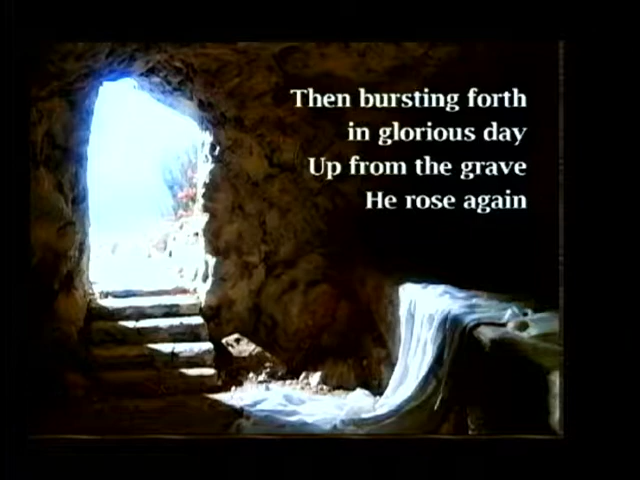 Then bursting forth
in glorious day
Up from the grave
He rose again